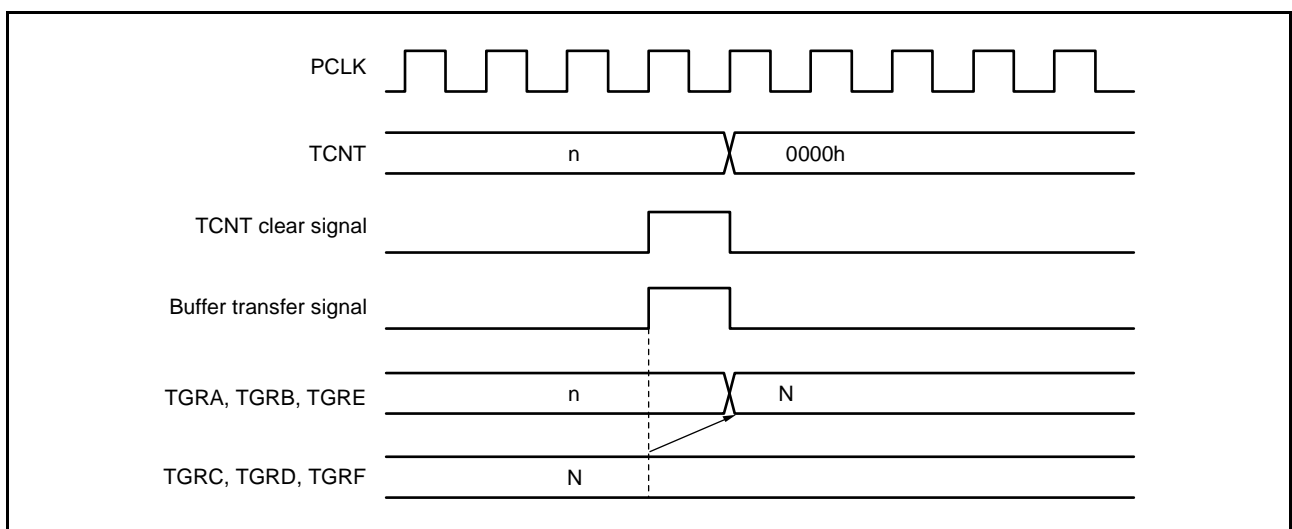 PCLK
TCNT n 0000h
TCNT clear signal
Buffer transfer signal
TGRA, TGRB, TGRE n N
TGRC, TGRD, TGRF N